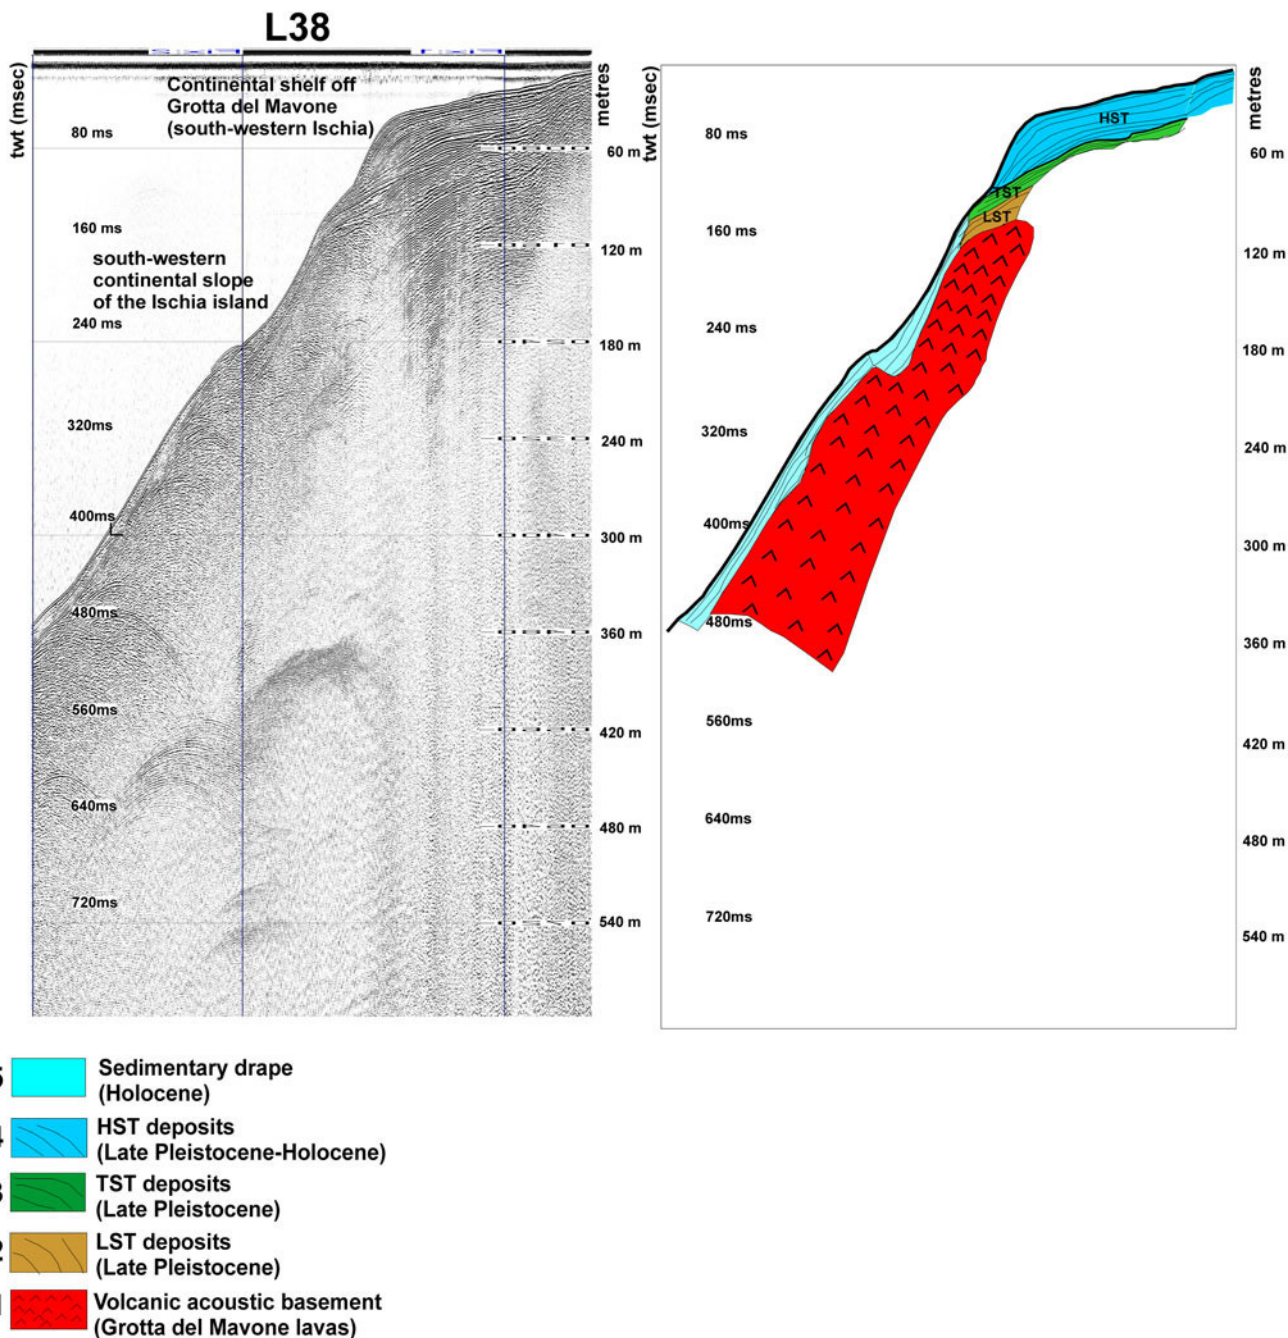 L38
twt (msec)
Continental shelf off
Grotta del Mavone
(south-western Ischia)
80 ms
160 ms
south-western
continental slope
of the Ischia island
240 ms
320ms
400ms
480ms
560ms
640ms
720ms
metres
60 m
120 m
180 m
240 m
300 m
360 m
420 m
480 m
540 m
twt (msec)
80 ms
160 ms
240 ms
320ms
400ms
480ms
560ms
640ms
720ms
HST
TST
LST
metres
60 m
120 m
180 m
240 m
300 m
360 m
420 m
480 m
540 m
Sedimentary drape
(Holocene)
HST deposits
(Late Pleistocene-Holocene)
TST deposits
(Late Pleistocene)
LST deposits
(Late Pleistocene)
Volcanic acoustic basement
(Grotta del Mavone lavas)